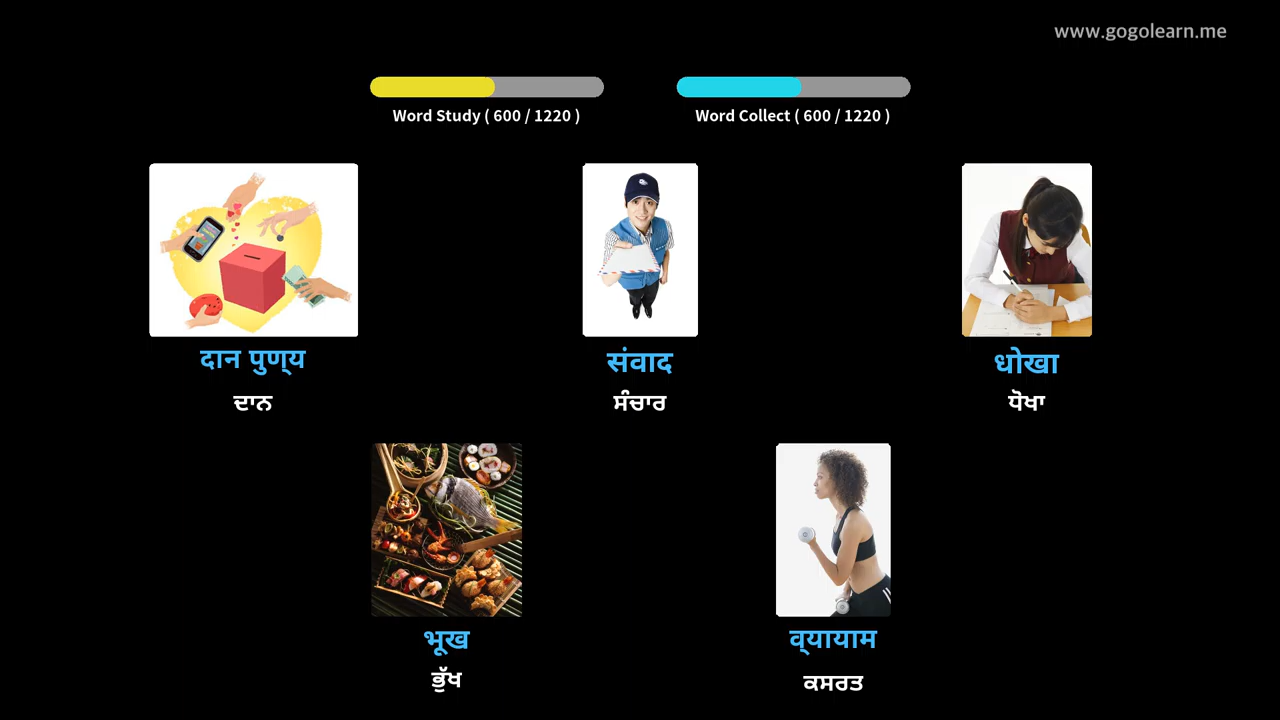 www.gogolearn.me
Word Study ( 600 / 1220 )
Word Collect ( 600 / 1220 )
दान पुण्य
संवाद
धोखा
ਦਾਨ
ਸੰਚਾਰ
ਧੋਖਾ
भूख
व्यायाम
ਭੁੱਖ
ਕਸਰਤ